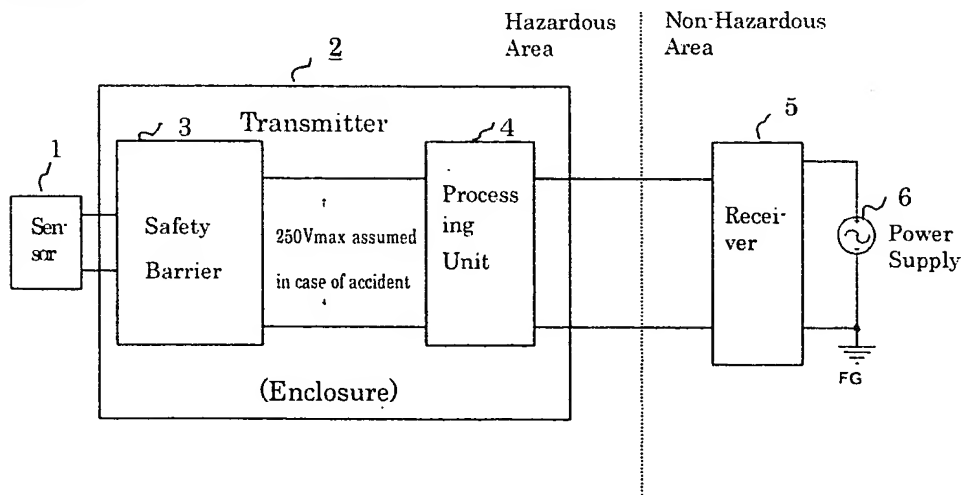 Hazardous
Area
Non-Hazardous
Area
2
Transmitter
3
4
5
1
6
Sen-
sor
Safety
Barrier
250Vmax assumed
in case of accident
Process
ing
Unit
Recei-
ver
Power
Supply
(Enclosure)
FG